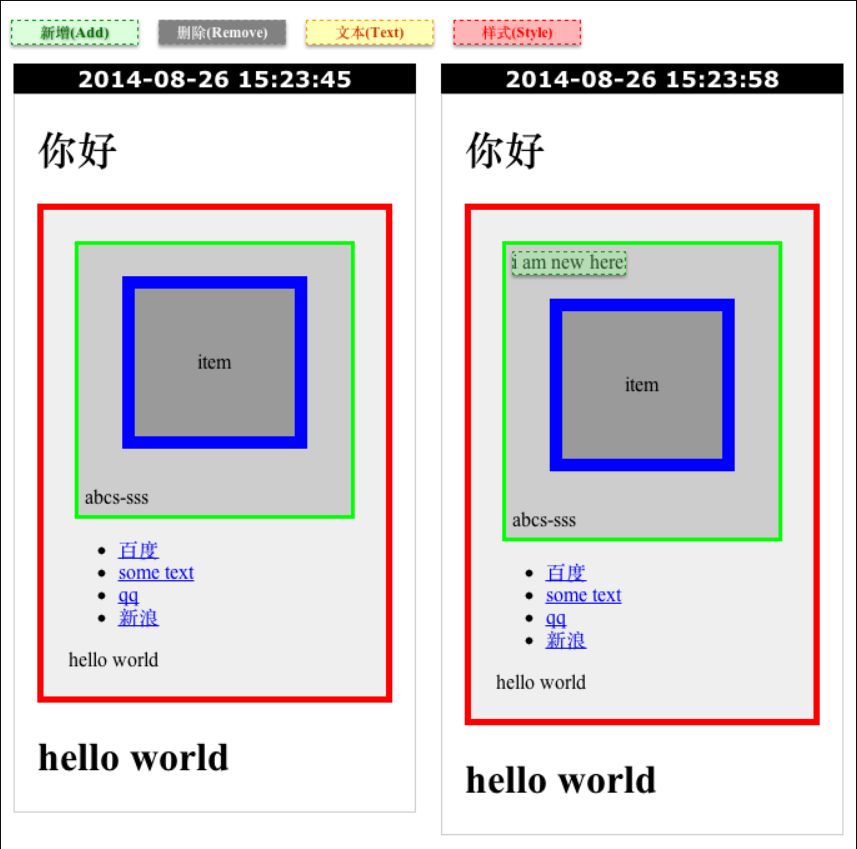 新增(Add) 删除(Remove) 文本(Text) 样式(Style)
2014-08-26 15:23:45
你好
item
abcs-sss
百度
some text
qq
新浪
hello world
hello world
2014-08-26 15:23:58
你好
i am new here
item
abcs-sss
百度
some text
qq
新浪
hello world
hello world